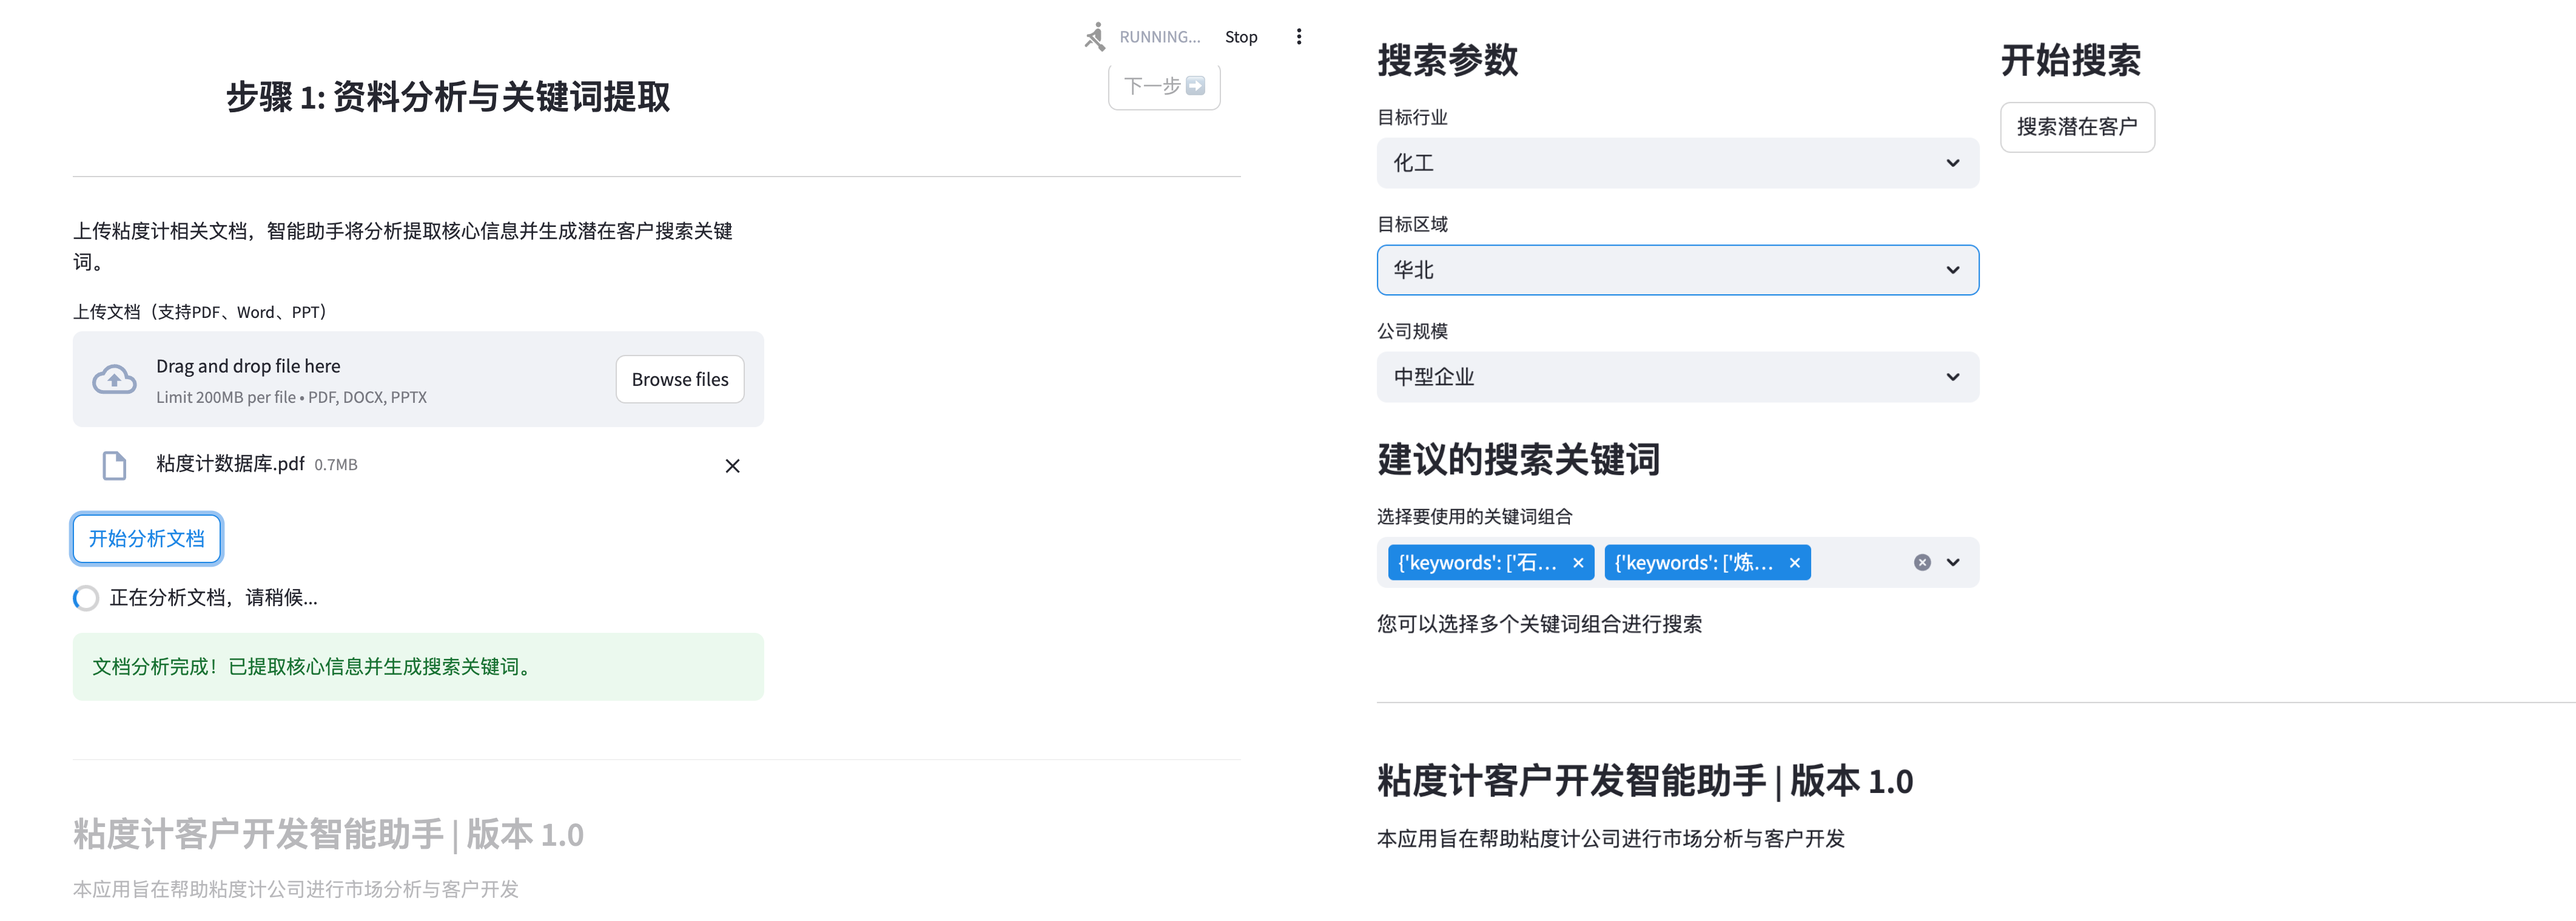 RUNNING...
Stop
步骤 1: 资料分析与关键词提取
下一步
上传粘度计相关文档，智能助手将分析提取核心信息并生成潜在客户搜索关键
词。
上传文档（支持PDF、Word、PPT）
Drag and drop file here
Limit 200MB per file • PDF, DOCX, PPTX
Browse files
粘度计数据库.pdf 0.7MB
开始分析文档
正在分析文档，请稍候...
文档分析完成！已提取核心信息并生成搜索关键词。
粘度计客户开发智能助手 | 版本 1.0
本应用旨在帮助粘度计公司进行市场分析与客户开发
搜索参数
目标行业
化工
目标区域
华北
公司规模
中型企业
建议的搜索关键词
选择要使用的关键词组合
{'keywords': ['石...
{'keywords': ['炼...
您可以选择多个关键词组合进行搜索
粘度计客户开发智能助手 | 版本 1.0
本应用旨在帮助粘度计公司进行市场分析与客户开发
开始搜索
搜索潜在客户